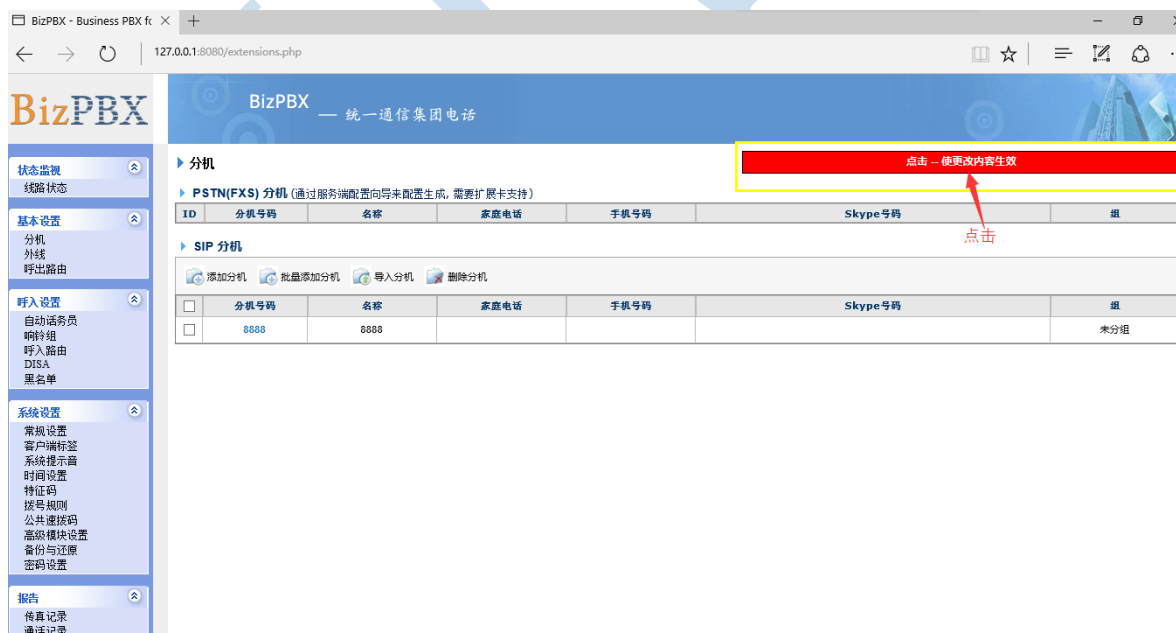 BizPBX - Business PBX fc
127.0.0.1:8080/extensions.php
BizPBX
BizPBX
— 统一通信集团电话
状态监视
线路状态
基本设置
分机
外线
呼出路由
呼入设置
自动话务员
响铃组
呼入路由
DISA
黑名单
系统设置
常规设置
客户端标签
系统提示音
时间设置
特征码
拨号规则
公共速拨码
高级模块设置
备份与还原
密码设置
报告
传真记录
通话记录
分机
点击 -- 使更改内容生效
点击
PSTN(FXS) 分机 (通过服务端配置向导来配置生成, 需要扩展卡支持)
ID 分机号码 名称 家庭电话 手机号码 Skype号码 组
SIP 分机
添加分机 批量添加分机 导入分机 删除分机
分机号码 名称 家庭电话 手机号码 Skype号码 组
8888 8888 未分组